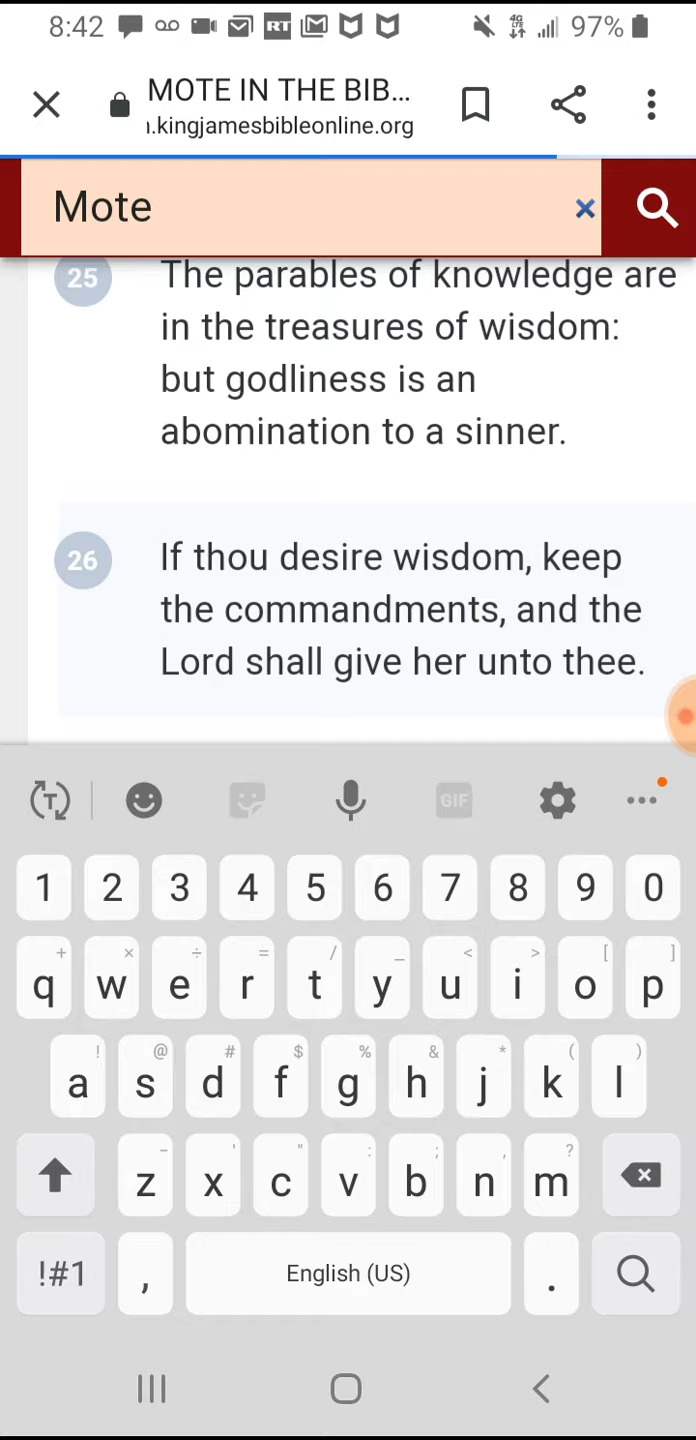 8:42 RT 4G LTE 97%
MOTE IN THE BIB...
ı.kingjamesbibleonline.org
Mote ×
25 The parables of knowledge are
in the treasures of wisdom:
but godliness is an
abomination to a sinner.
26 If thou desire wisdom, keep
the commandments, and the
Lord shall give her unto thee.
T GIF
1 2 3 4 5 6 7 8 9 0
+ × ÷ = / _ < > [ ]
q w e r t y u i o p
! @ # $ % & * ( )
a s d f g h j k l
- ' " : ; , ?
z x c v b n m
!#1 , English (US) .